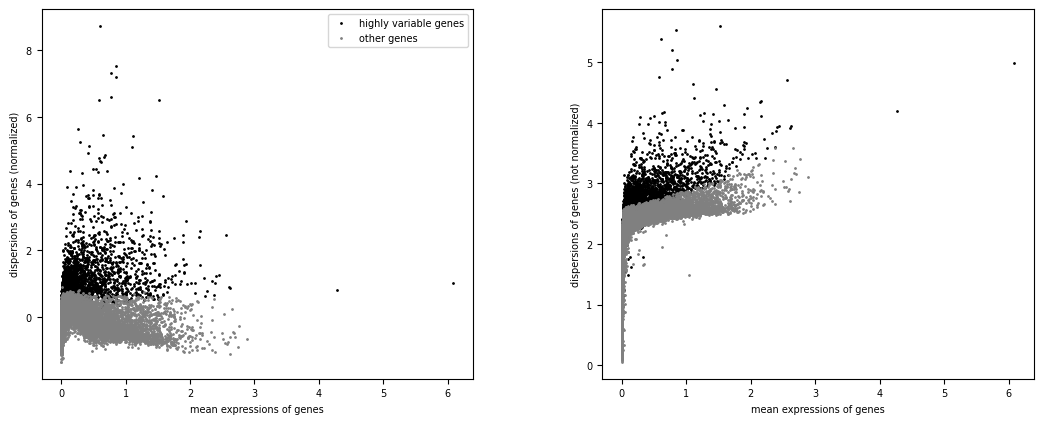 highly variable genes
other genes
dispersions of genes (normalized)
8
6
4
2
0
0 1 2 3 4 5 6
mean expressions of genes
dispersions of genes (not normalized)
5
4
3
2
1
0
0 1 2 3 4 5 6
mean expressions of genes